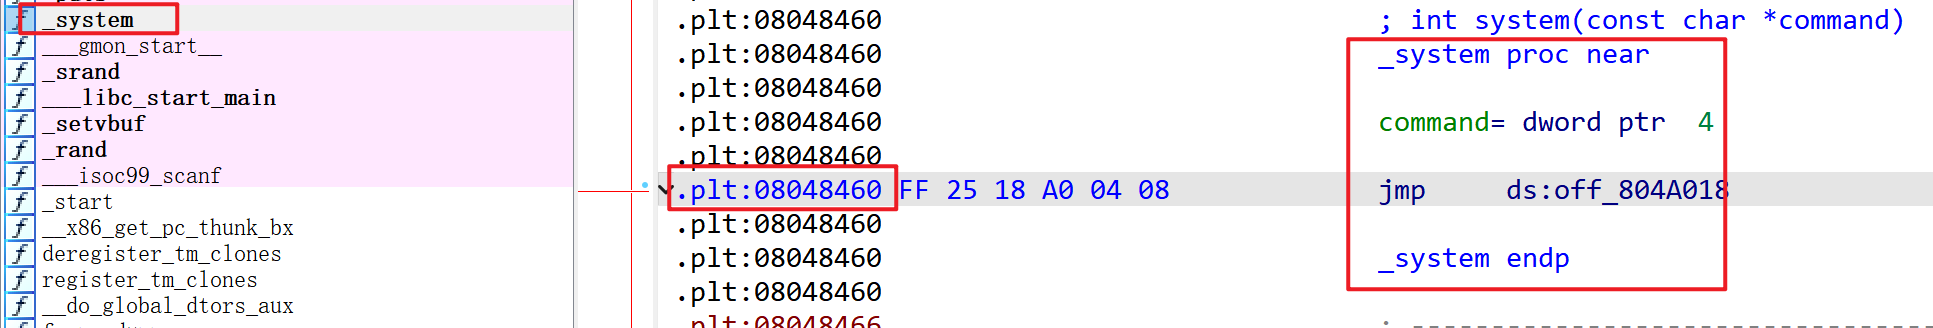 _system
___gmon_start__
_srand
___libc_start_main
_setvbuf
_rand
___isoc99_scanf
_start
__x86_get_pc_thunk_bx
deregister_tm_clones
register_tm_clones
__do_global_dtors_aux
.plt:08048460 ; int system(const char *command)
.plt:08048460 _system proc near
.plt:08048460
.plt:08048460 command= dword ptr  4
.plt:08048460
.plt:08048460 FF 25 18 A0 04 08 jmp     ds:off_804A018
.plt:08048460
.plt:08048460 _system endp
.plt:08048460
.plt:08048466 ; ---------------------------------------